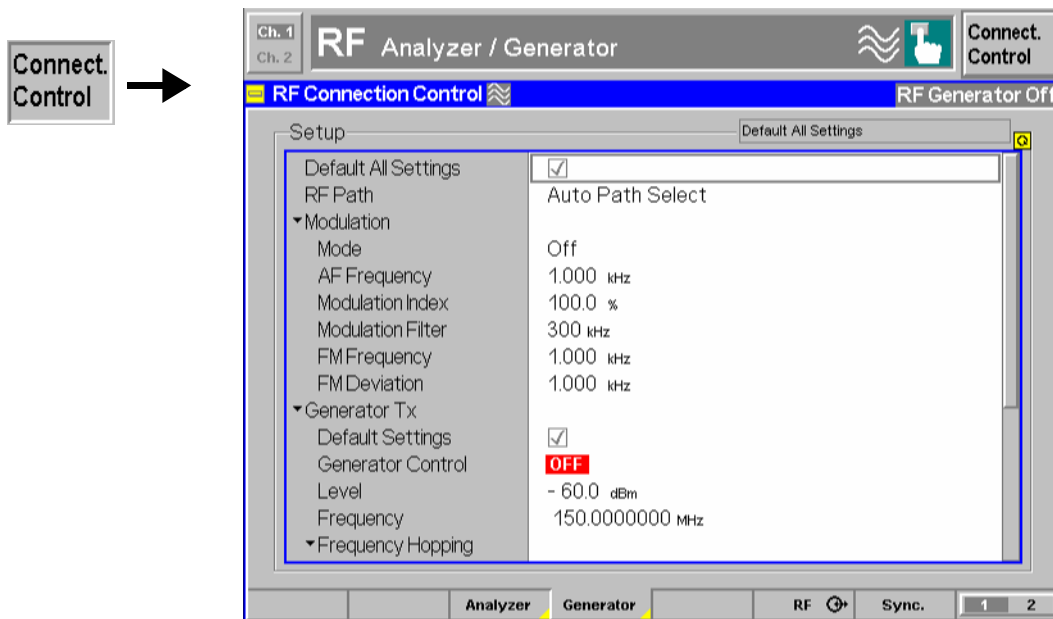 Connect.
Control
Ch. 1
Ch. 2
RF Analyzer / Generator
Connect.
Control
RF Connection Control
RF Generator Off
Setup
Default All Settings
Default All Settings
RF Path Auto Path Select
Modulation
Mode Off
AF Frequency 1.000 kHz
Modulation Index 100.0 %
Modulation Filter 300 kHz
FM Frequency 1.000 kHz
FM Deviation 1.000 kHz
Generator Tx
Default Settings
Generator Control OFF
Level - 60.0 dBm
Frequency 150.0000000 MHz
Frequency Hopping
Analyzer Generator RF Sync. 1 2